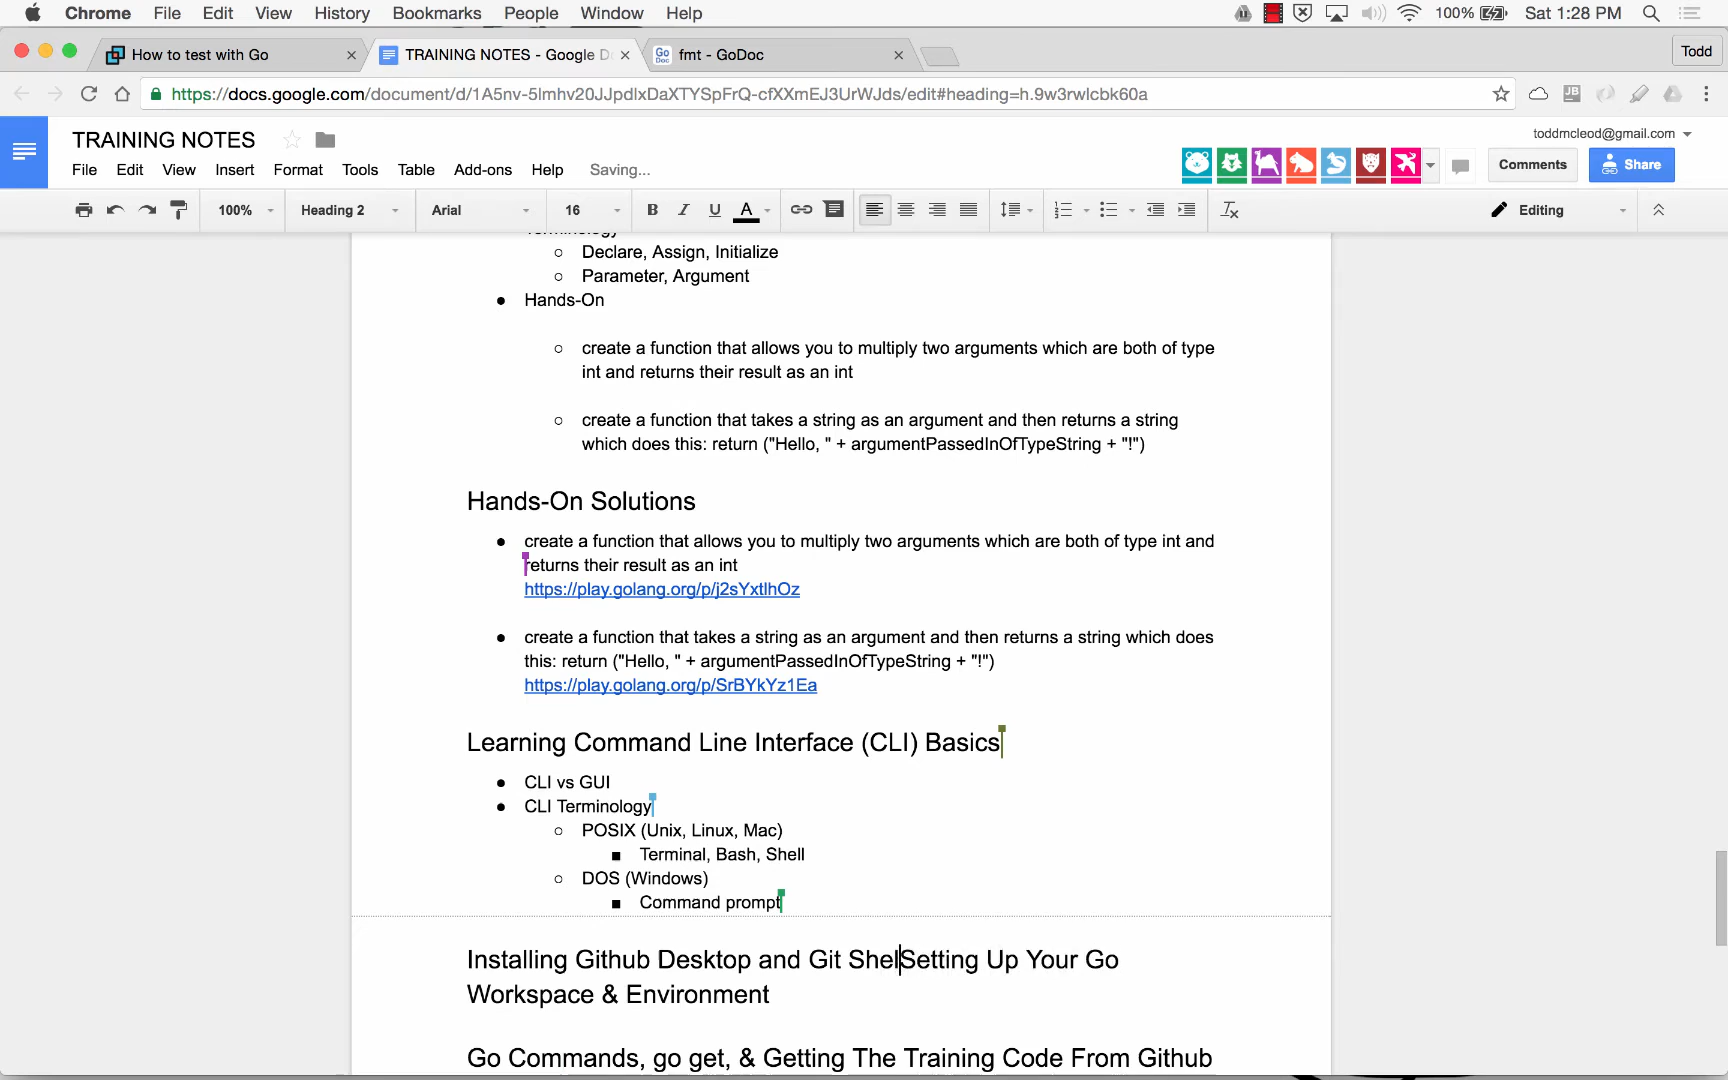 Chrome File Edit View History Bookmarks People Window Help 100% Sat 1:28 PM
How to test with Go TRAINING NOTES - Google D fmt - GoDoc Todd
https://docs.google.com/document/d/1A5nv-5lmhv20JJpdlxDaXTYSpFrQ-cfXXmEJ3UrWJds/edit#heading=h.9w3rwlcbk60a
TRAINING NOTES
toddmcleod@gmail.com
File Edit View Insert Format Tools Table Add-ons Help Saving...
Comments Share
100% Heading 2 Arial 16 B I U A Editing
Terminology
Declare, Assign, Initialize
Parameter, Argument
Hands-On
create a function that allows you to multiply two arguments which are both of type
int and returns their result as an int
create a function that takes a string as an argument and then returns a string
which does this: return ("Hello, " + argumentPassedInOfTypeString + "!")
Hands-On Solutions
create a function that allows you to multiply two arguments which are both of type int and
returns their result as an int
https://play.golang.org/p/j2sYxtlhOz
create a function that takes a string as an argument and then returns a string which does
this: return ("Hello, " + argumentPassedInOfTypeString + "!")
https://play.golang.org/p/SrBYkYz1Ea
Learning Command Line Interface (CLI) Basics
CLI vs GUI
CLI Terminology
POSIX (Unix, Linux, Mac)
Terminal, Bash, Shell
DOS (Windows)
Command prompt
Installing Github Desktop and Git ShelSetting Up Your Go
Workspace & Environment
Go Commands, go get, & Getting The Training Code From Github